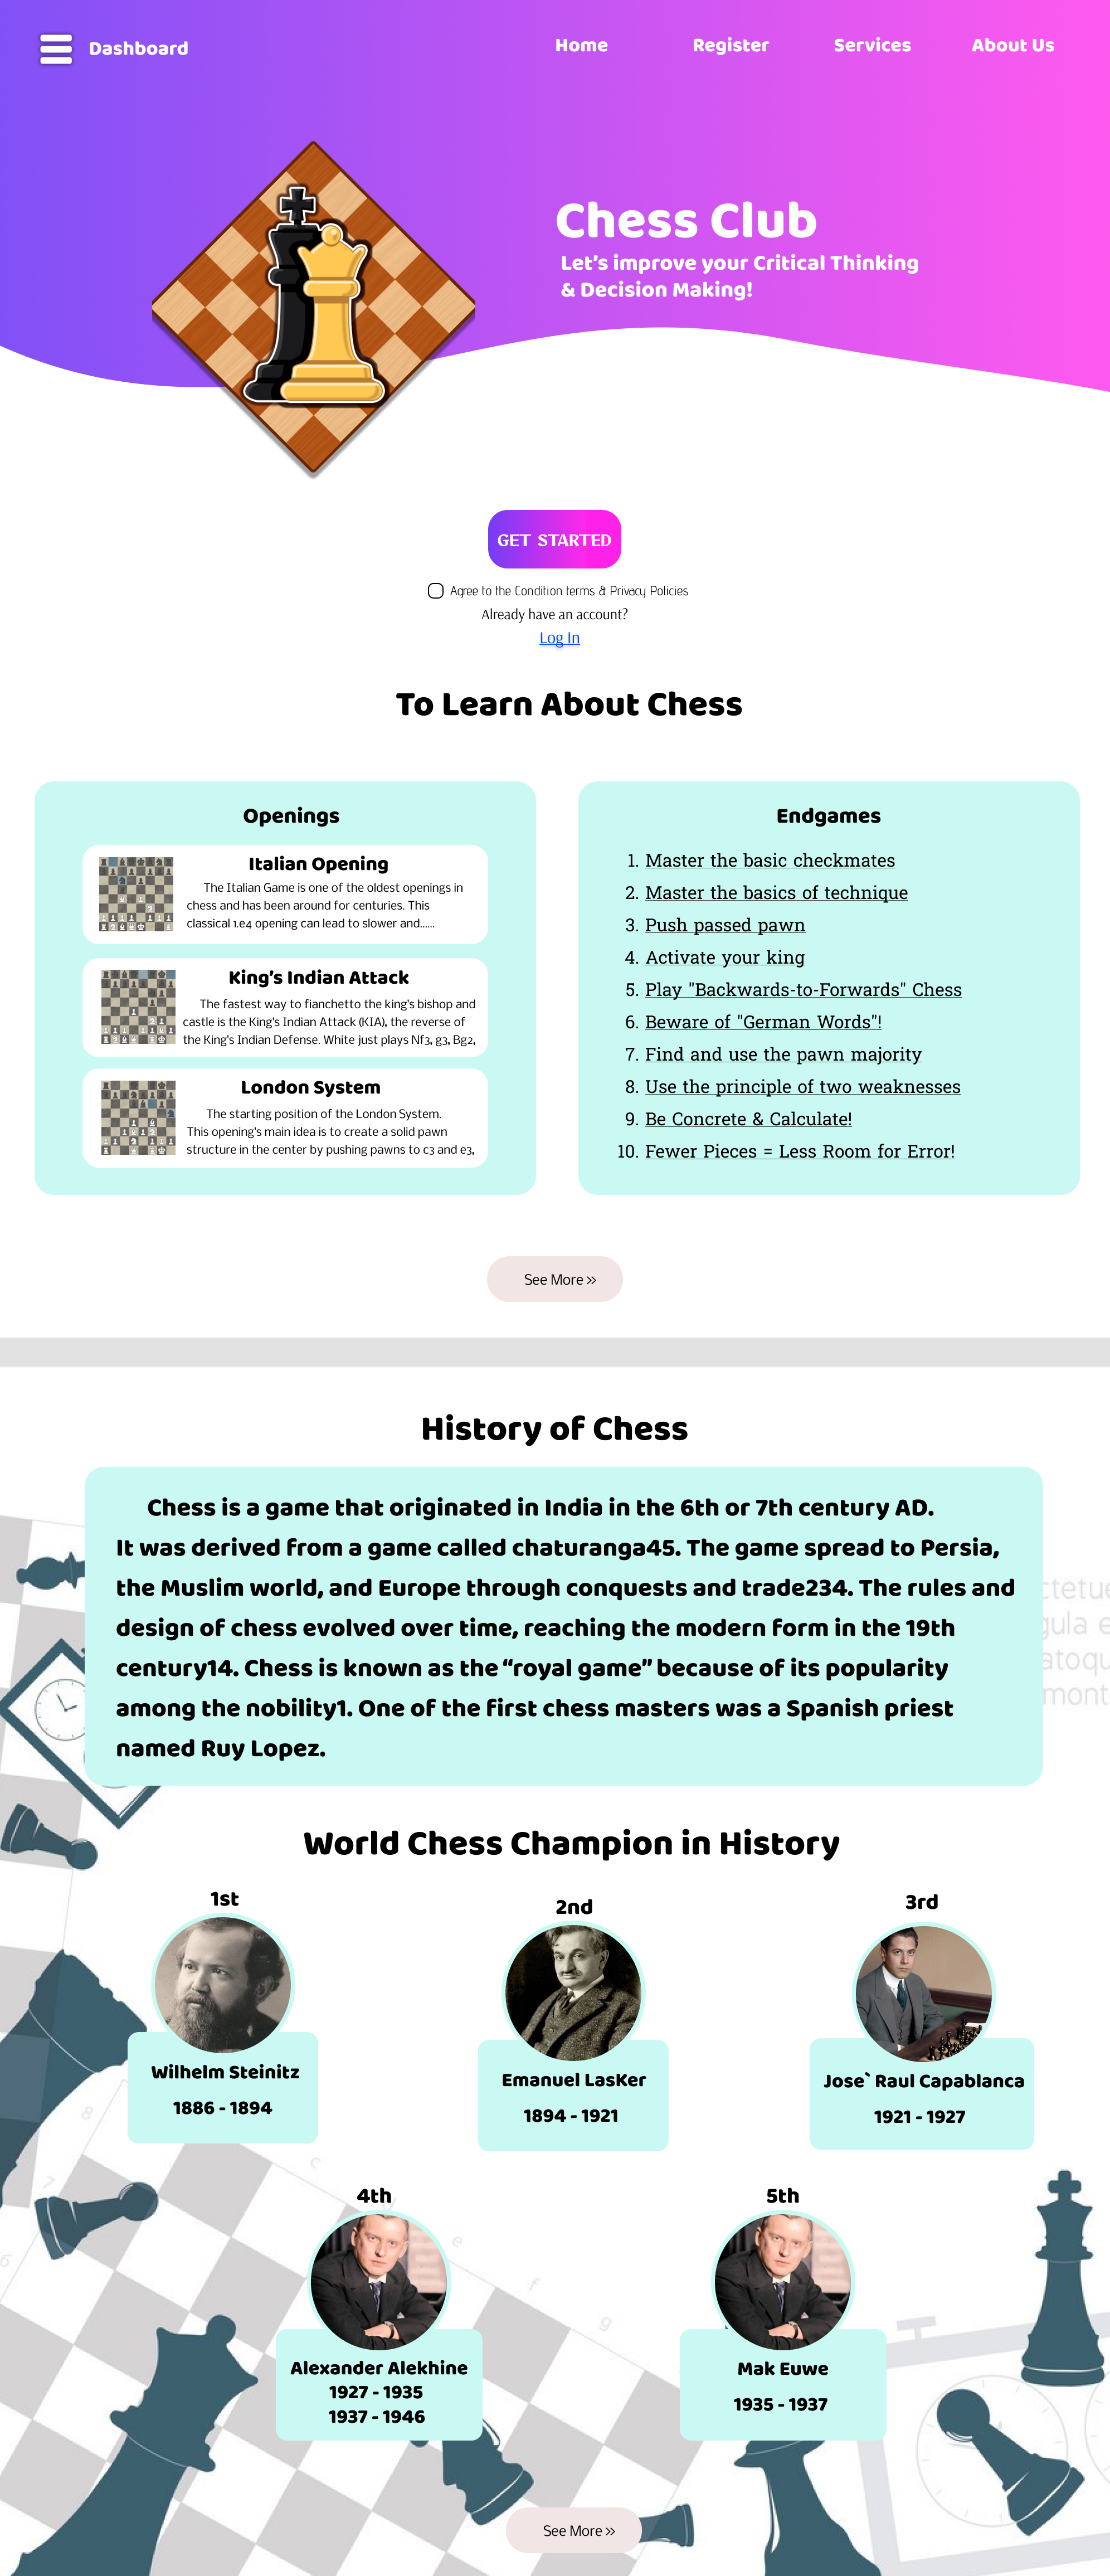 Dashboard
Home
Register
Services
About Us
Chess Club
Let's improve your Critical Thinking
& Decision Making!
GET STARTED
Agree to the Condition terms & Privacy Policies
Already have an account?
Log In
To Learn About Chess
Openings
Italian Opening
The Italian Game is one of the oldest openings in
chess and has been around for centuries. This
classical 1.e4 opening can lead to slower and......
King's Indian Attack
The fastest way to fianchetto the king's bishop and
castle is the King's Indian Attack (KIA), the reverse of
the King's Indian Defense. White just plays Nf3, g3, Bg2,
London System
The starting position of the London System.
This opening's main idea is to create a solid pawn
structure in the center by pushing pawns to c3 and e3,
Endgames
1. Master the basic checkmates
2. Master the basics of technique
3. Push passed pawn
4. Activate your king
5. Play "Backwards-to-Forwards" Chess
6. Beware of "German Words"!
7. Find and use the pawn majority
8. Use the principle of two weaknesses
9. Be Concrete & Calculate!
10. Fewer Pieces = Less Room for Error!
See More >>
History of Chess
Chess is a game that originated in India in the 6th or 7th century AD.
It was derived from a game called chaturanga45. The game spread to Persia,
the Muslim world, and Europe through conquests and trade234. The rules and
design of chess evolved over time, reaching the modern form in the 19th
century14. Chess is known as the “royal game” because of its popularity
among the nobility1. One of the first chess masters was a Spanish priest
named Ruy Lopez.
ctetue
gula e
atoqu
mont
World Chess Champion in History
1st
Wilhelm Steinitz
1886 - 1894
2nd
Emanuel LasKer
1894 - 1921
3rd
Jose` Raul Capablanca
1921 - 1927
4th
Alexander Alekhine
1927 - 1935
1937 - 1946
5th
Mak Euwe
1935 - 1937
8
7
6
c
e
f
g
See More >>